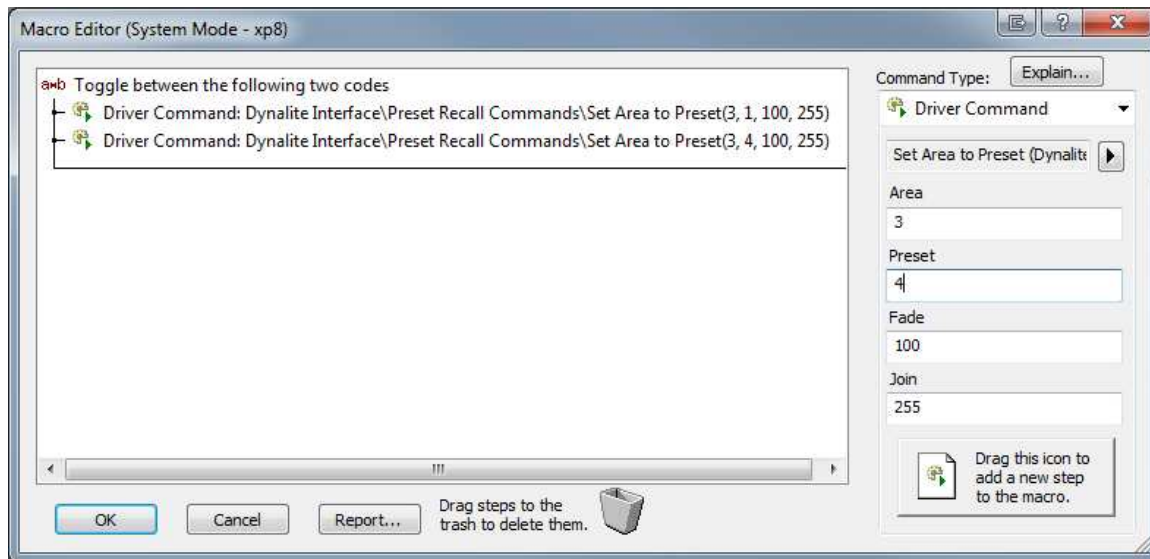 Macro Editor (System Mode - xp8)
a↔b Toggle between the following two codes
Driver Command: Dynalite Interface\Preset Recall Commands\Set Area to Preset(3, 1, 100, 255)
Driver Command: Dynalite Interface\Preset Recall Commands\Set Area to Preset(3, 4, 100, 255)
Command Type:
Explain...
Driver Command
Set Area to Preset (Dynalite
Area
3
Preset
4
Fade
100
Join
255
Drag this icon to
add a new step
to the macro.
OK
Cancel
Report...
Drag steps to the
trash to delete them.